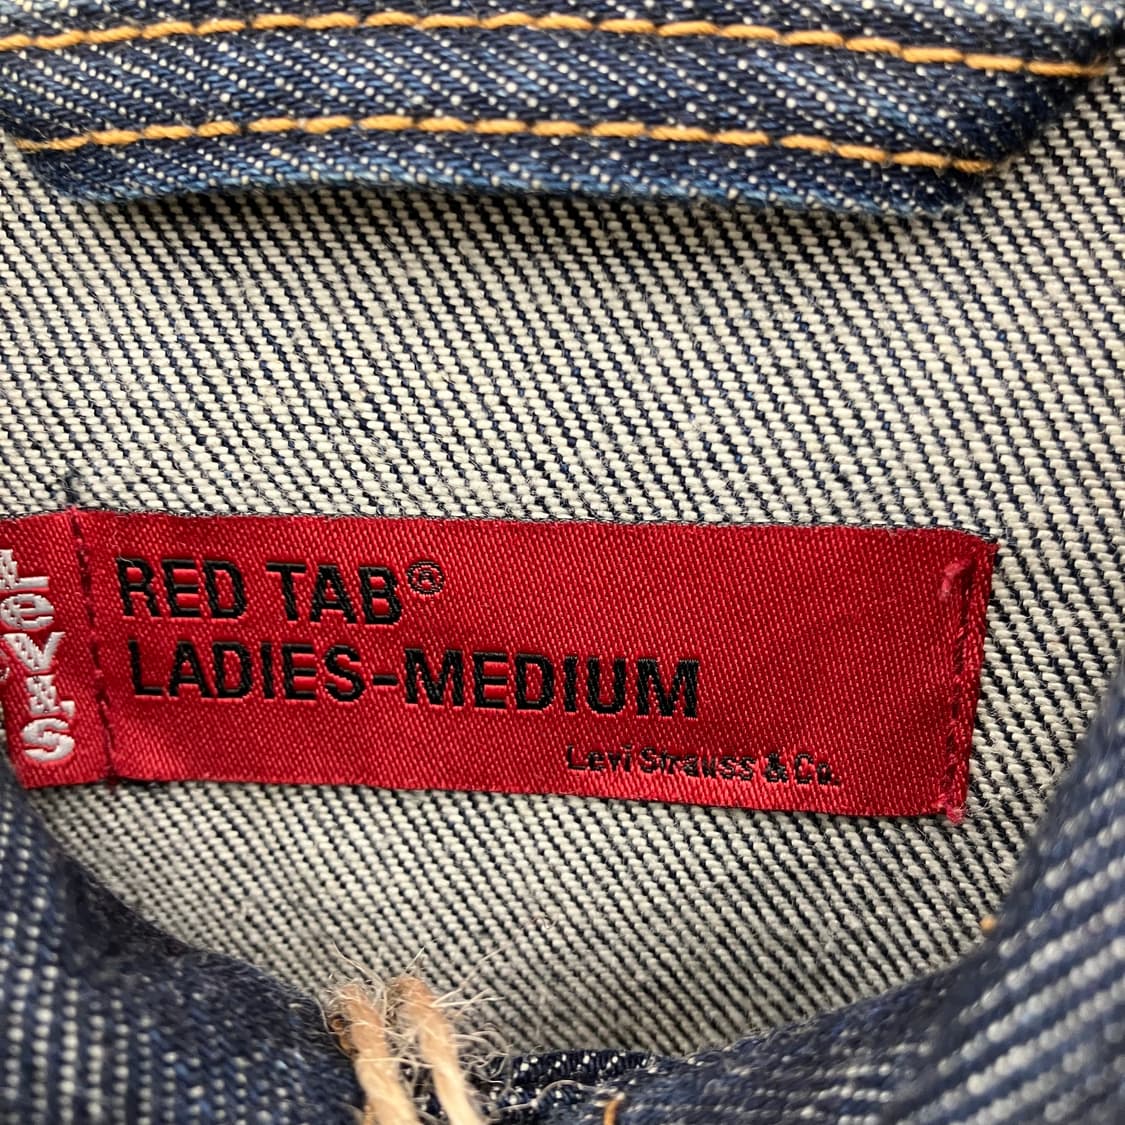 Levi's
RED TAB®
LADIES-MEDIUM
Levi Strauss & Co.